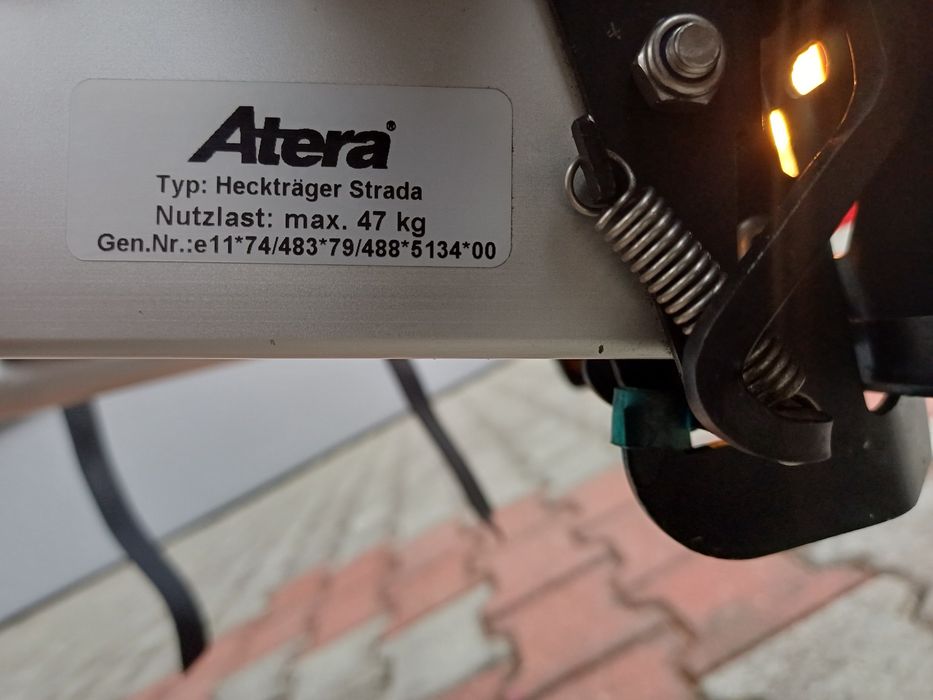 Atera®
Typ: Heckträger Strada
Nutzlast: max. 47 kg
Gen.Nr.:e11*74/483*79/488*5134*00